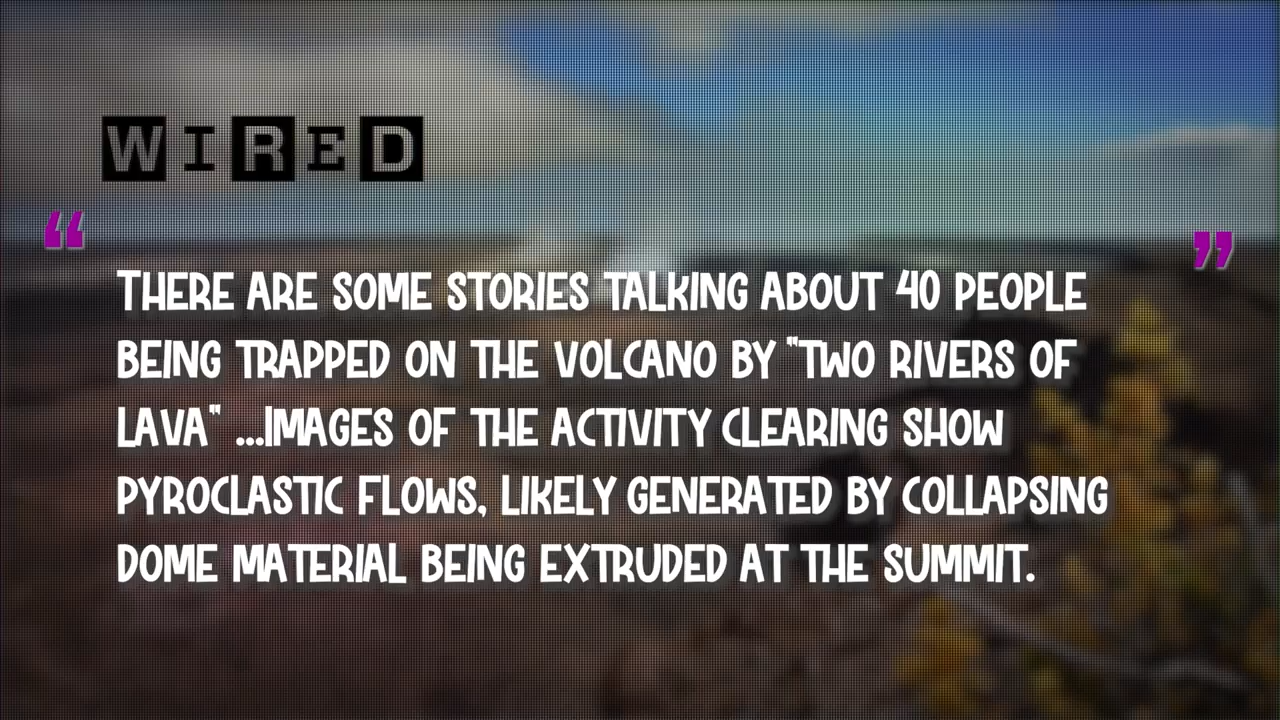 WIRED
“
THERE ARE SOME STORIES TALKING ABOUT 40 PEOPLE
BEING TRAPPED ON THE VOLCANO BY "TWO RIVERS OF
LAVA" ...IMAGES OF THE ACTIVITY CLEARING SHOW
PYROCLASTIC FLOWS, LIKELY GENERATED BY COLLAPSING
DOME MATERIAL BEING EXTRUDED AT THE SUMMIT.
”